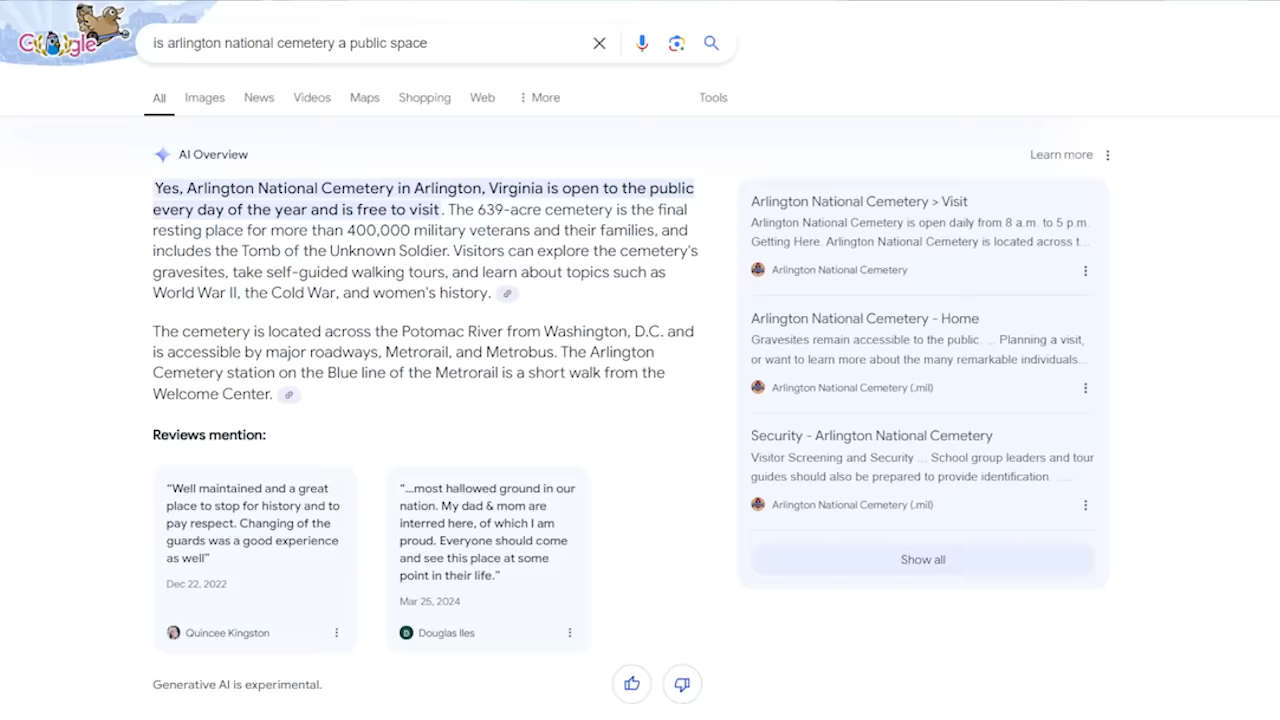 Google
is arlington national cemetery a public space
All Images News Videos Maps Shopping Web More Tools
AI Overview
Learn more
Yes, Arlington National Cemetery in Arlington, Virginia is open to the public
every day of the year and is free to visit. The 639-acre cemetery is the final
resting place for more than 400,000 military veterans and their families, and
includes the Tomb of the Unknown Soldier. Visitors can explore the cemetery's
gravesites, take self-guided walking tours, and learn about topics such as
World War II, the Cold War, and women's history.
The cemetery is located across the Potomac River from Washington, D.C. and
is accessible by major roadways, Metrorail, and Metrobus. The Arlington
Cemetery station on the Blue line of the Metrorail is a short walk from the
Welcome Center.
Reviews mention:
“Well maintained and a great
place to stop for history and to
pay respect. Changing of the
guards was a good experience
as well”
Dec 22, 2022
Quincee Kingston
“...most hallowed ground in our
nation. My dad & mom are
interred here, of which I am
proud. Everyone should come
and see this place at some
point in their life.”
Mar 25, 2024
D
Douglas Iles
Generative AI is experimental.
Arlington National Cemetery > Visit
Arlington National Cemetery is open daily from 8 a.m. to 5 p.m.
Getting Here. Arlington National Cemetery is located across t...
Arlington National Cemetery
Arlington National Cemetery - Home
Gravesites remain accessible to the public. ... Planning a visit,
or want to learn more about the many remarkable individuals...
Arlington National Cemetery (.mil)
Security - Arlington National Cemetery
Visitor Screening and Security ... School group leaders and tour
guides should also be prepared to provide identification. ...
Arlington National Cemetery (.mil)
Show all